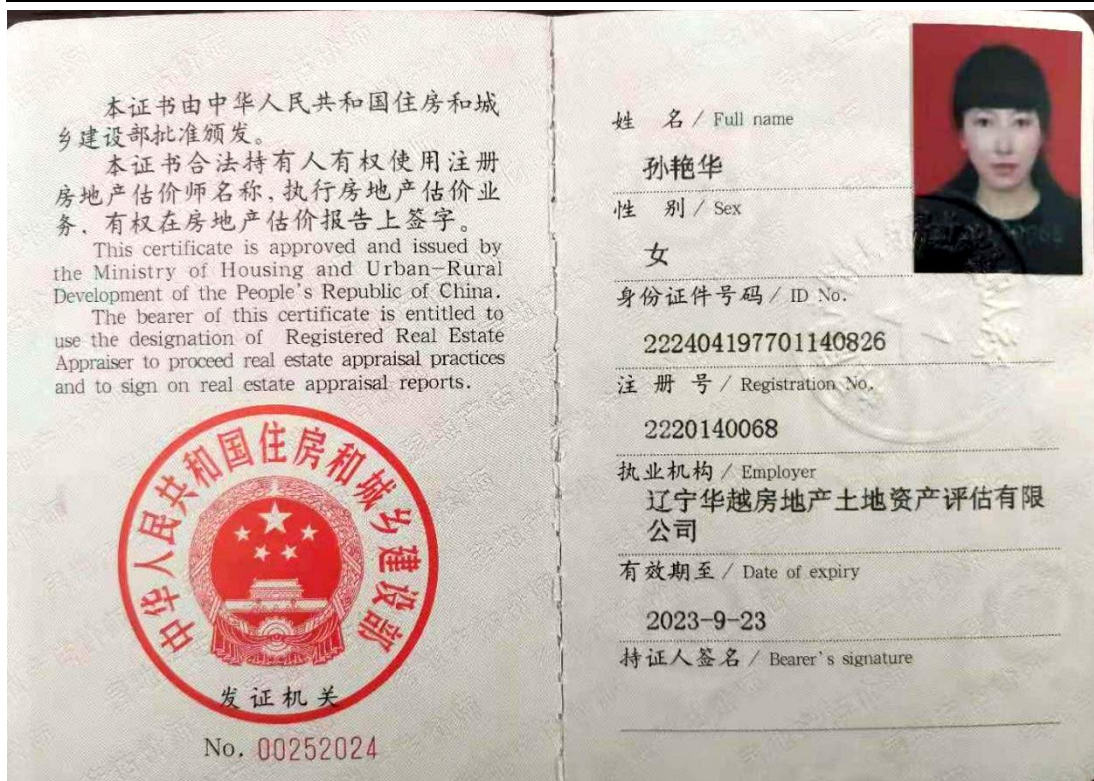 本证书由中华人民共和国住房和城
乡建设部批准颁发。
本证书合法持有人有权使用注册
房地产估价师名称,执行房地产估价业
务,有权在房地产估价报告上签字。
This certificate is approved and issued by
the Ministry of Housing and Urban-Rural
Development of the People's Republic of China.
The bearer of this certificate is entitled to
use the designation of Registered Real Estate
Appraiser to proceed real estate appraisal practices
and to sign on real estate appraisal reports.
中华人民共和国住房和城乡建设部
发证机关
No. 00252024
姓 名 / Full name
孙艳华
性 别 / Sex
女
身份证件号码 / ID No.
222404197701140826
注 册 号 / Registration No.
2220140068
执业机构 / Employer
辽宁华越房地产土地资产评估有限
公司
有效期至 / Date of expiry
2023-9-23
持证人签名 / Bearer's signature